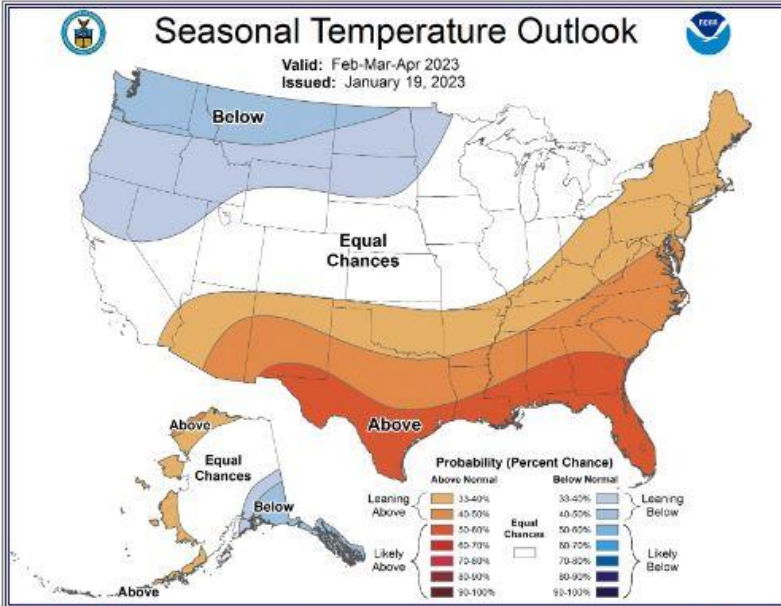 Seasonal Temperature Outlook
Valid: Feb-Mar-Apr 2023
Issued: January 19, 2023
Below
Equal
Chances
Above
Above
Equal
Chances
Below
Above
Probability (Percent Chance)
Above Normal
Below Normal
Leaning
Above
33-40%
40-50%
Likely
Above
50-60%
60-70%
70-80%
80-90%
90-100%
Equal
Chances
33-40%
40-50%
Leaning
Below
50-60%
60-70%
70-80%
80-90%
90-100%
Likely
Below